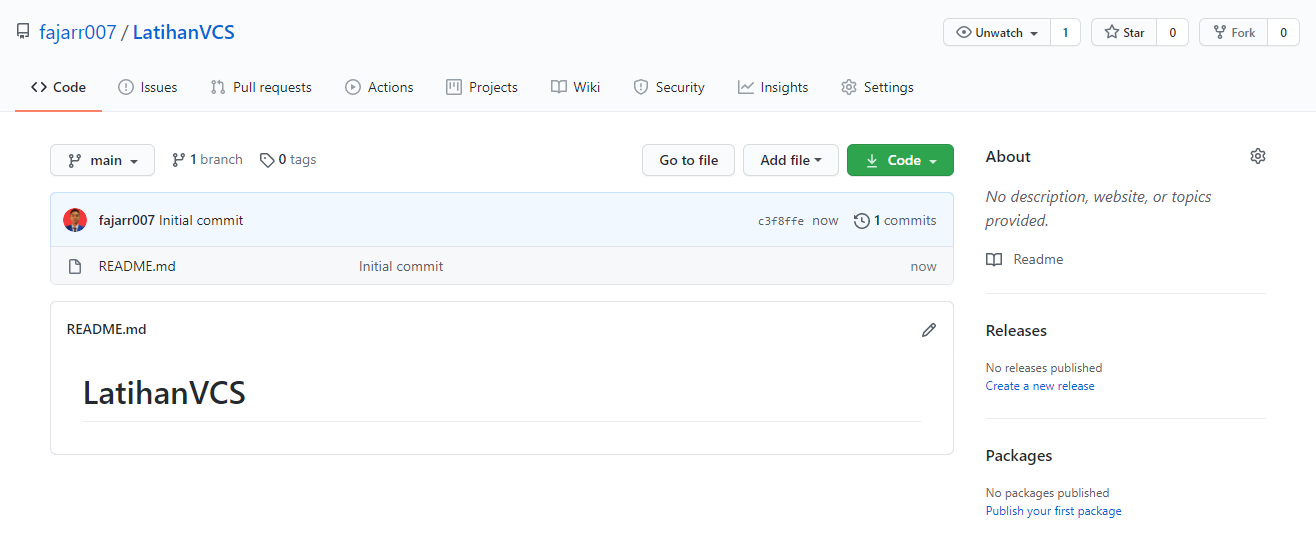 fajarr007 / LatihanVCS
Unwatch 1 Star 0 Fork 0
Code Issues Pull requests Actions Projects Wiki Security Insights Settings
main 1 branch 0 tags Go to file Add file Code
fajarr007 Initial commit c3f8ffe now 1 commits
README.md Initial commit now
README.md
LatihanVCS
About
No description, website, or topics
provided.
Readme
Releases
No releases published
Create a new release
Packages
No packages published
Publish your first package